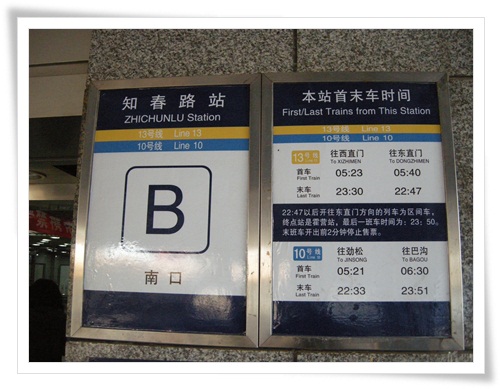 知春路站
ZHICHUNLU Station
13号线 Line 13
10号线 Line 10
B
南口
本站首末车时间
First/Last Trains from This Station
13号线 Line 13
10号线 Line 10
13号线 往西直门 往东直门
To XIZHIMEN To DONGZHIMEN
首车 05:23 05:40
First Train
末车 23:30 22:47
Last Train
22:47以后开往东直门方向的列车为区间车,
终点站是霍营站，最后一班车时间为：23：50。
末班车开出前2分钟停止售票。
10号线 往劲松 往巴沟
To JINSONG To BAGOU
首车 05:21 06:30
First Train
末车 22:33 23:51
Last Train